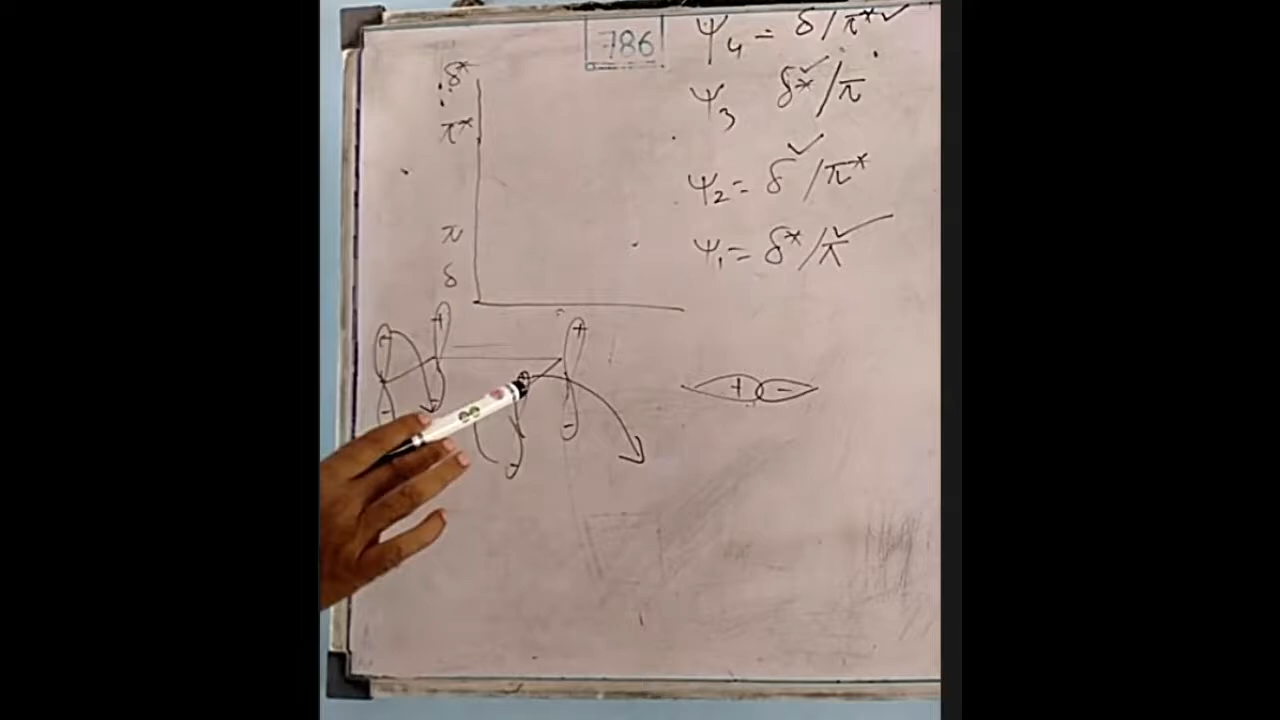 786
ψ4 = δ/π*✓
δ*
ψ3 δ*✓/π
π*
ψ2 = δ✓/π*
π
ψ1 = δ*/π✓
δ
+ +
+ -
-
- -